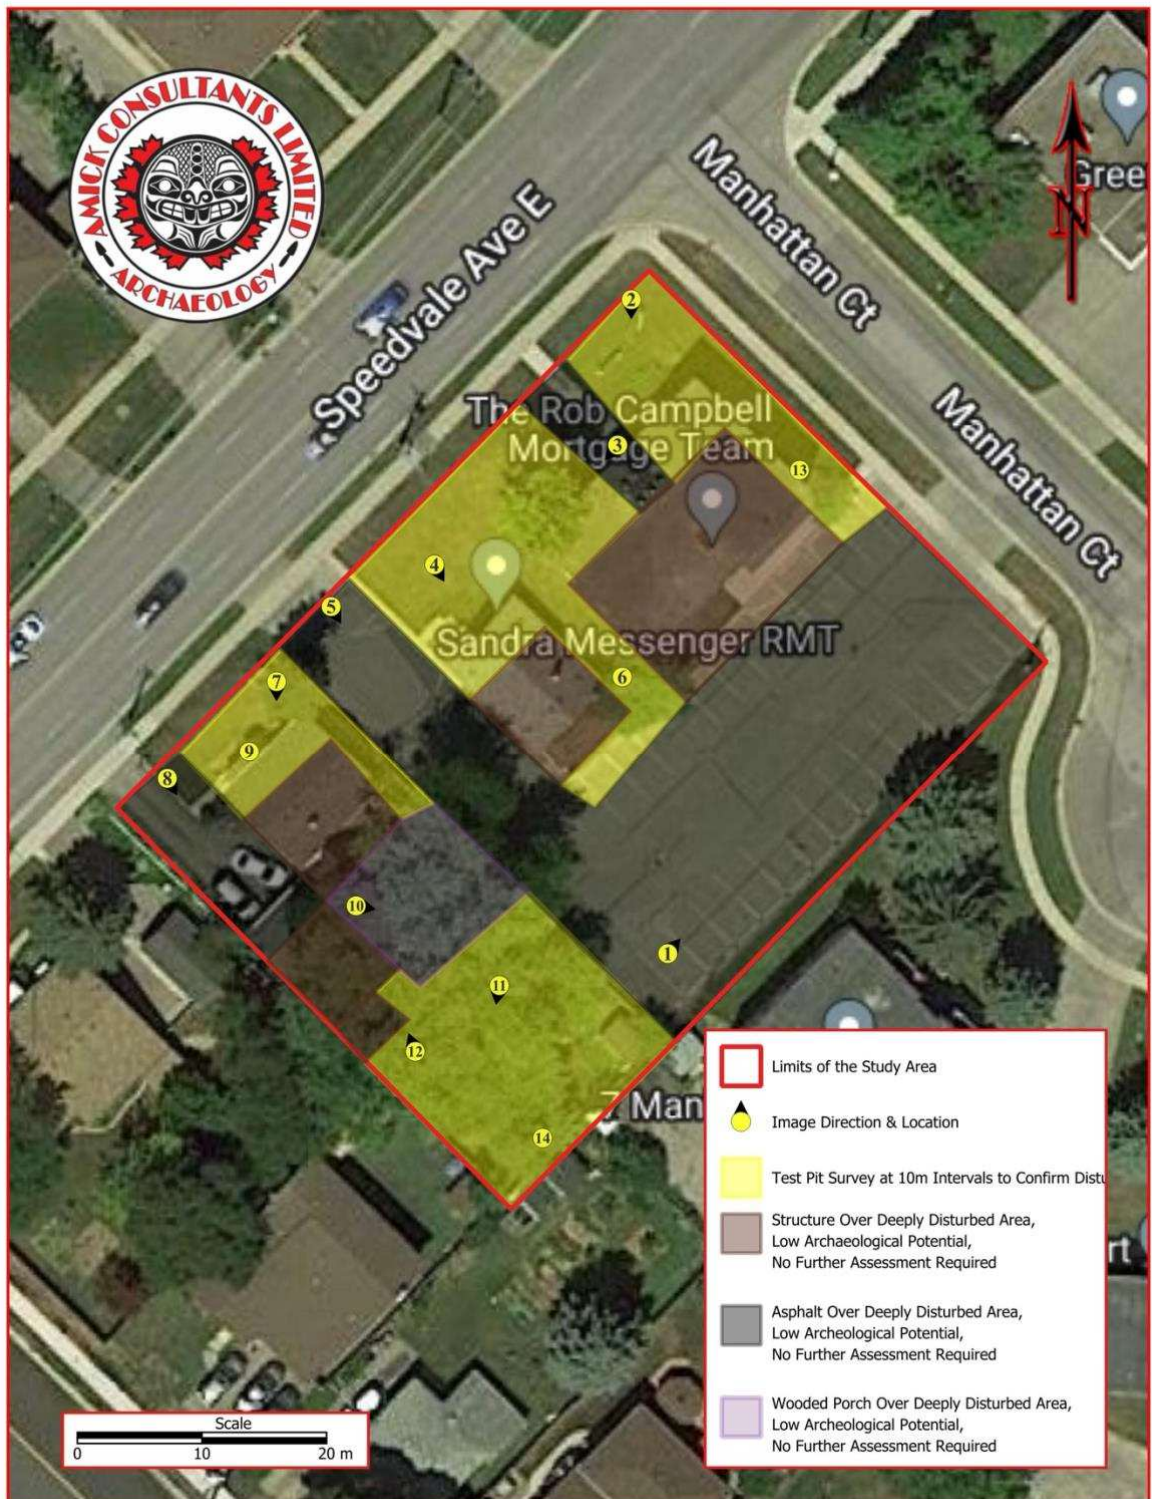 AMICK CONSULTANTS LIMITED
ARCHAEOLOGY
Gree
N
Manhattan Ct
Speedvale Ave E
2
The Rob Campbell
Mortgage Team
3
13
Manhattan Ct
4
5
Sandra Messenger RMT
6
7
9
8
10
1
11
12
7 Man
14
rt
Limits of the Study Area
Image Direction & Location
Test Pit Survey at 10m Intervals to Confirm Distu
Structure Over Deeply Disturbed Area,
Low Archaeological Potential,
No Further Assessment Required
Asphalt Over Deeply Disturbed Area,
Low Archeological Potential,
No Further Assessment Required
Wooded Porch Over Deeply Disturbed Area,
Low Archeological Potential,
No Further Assessment Required
Scale
0 10 20 m